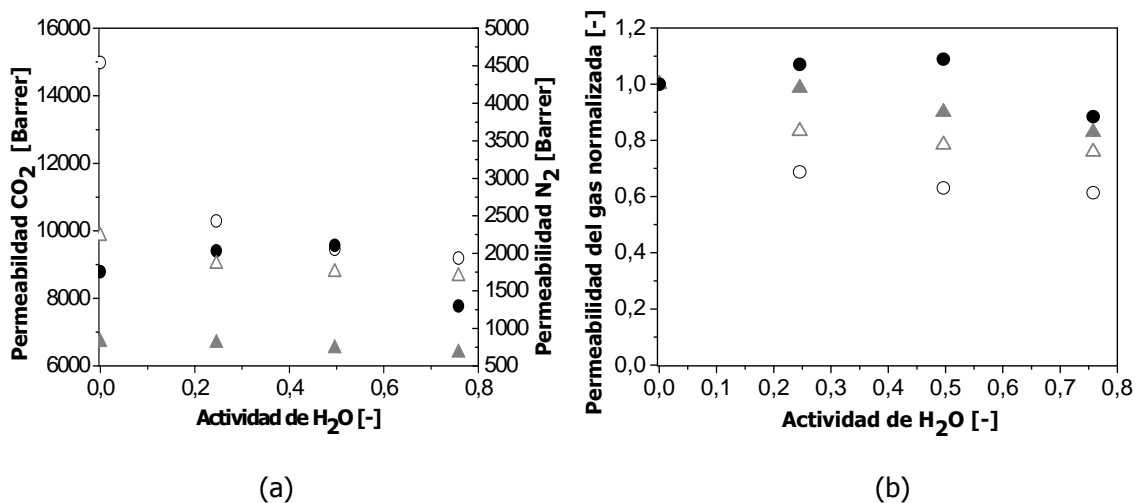 16000
14000
12000
10000
8000
6000
Permeabildad CO2 [Barrer]
5000
4500
4000
3500
3000
2500
2000
1500
1000
500
Permeabilidad N2 [Barrer]
0,0 0,2 0,4 0,6 0,8
Actividad de H2O [-]
(a)
1,2
1,0
0,8
0,6
0,4
0,2
0,0
Permeabilidad del gas normalizada [-]
0,0 0,1 0,2 0,3 0,4 0,5 0,6 0,7 0,8
Actividad de H2O [-]
(b)